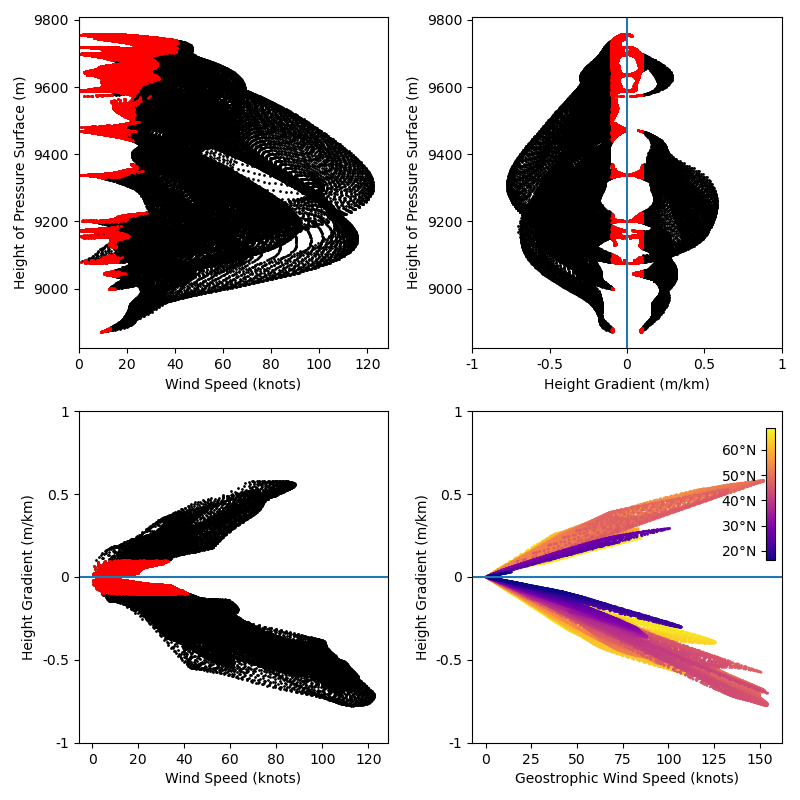 9800
9600
9400
9200
9000
Height of Pressure Surface (m)
0 20 40 60 80 100 120
Wind Speed (knots)
9800
9600
9400
9200
9000
Height of Pressure Surface (m)
-1 -0.5 0 0.5 1
Height Gradient (m/km)
1
0.5
0
-0.5
-1
Height Gradient (m/km)
0 20 40 60 80 100 120
Wind Speed (knots)
1
0.5
0
-0.5
-1
Height Gradient (m/km)
60°N
50°N
40°N
30°N
20°N
0 25 50 75 100 125 150
Geostrophic Wind Speed (knots)